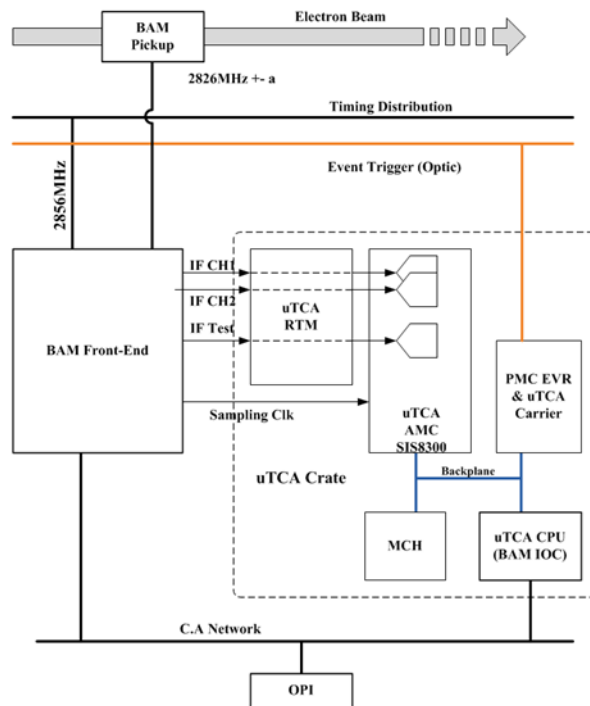 Electron Beam
BAM
Pickup
2826MHz +- a
Timing Distribution
Event Trigger (Optic)
2856MHz
IF CH1
IF CH2
IF Test
BAM Front-End
uTCA
RTM
Sampling Clk
uTCA
AMC
SIS8300
PMC EVR
& uTCA
Carrier
Backplane
uTCA Crate
MCH
uTCA CPU
(BAM IOC)
C.A Network
OPI